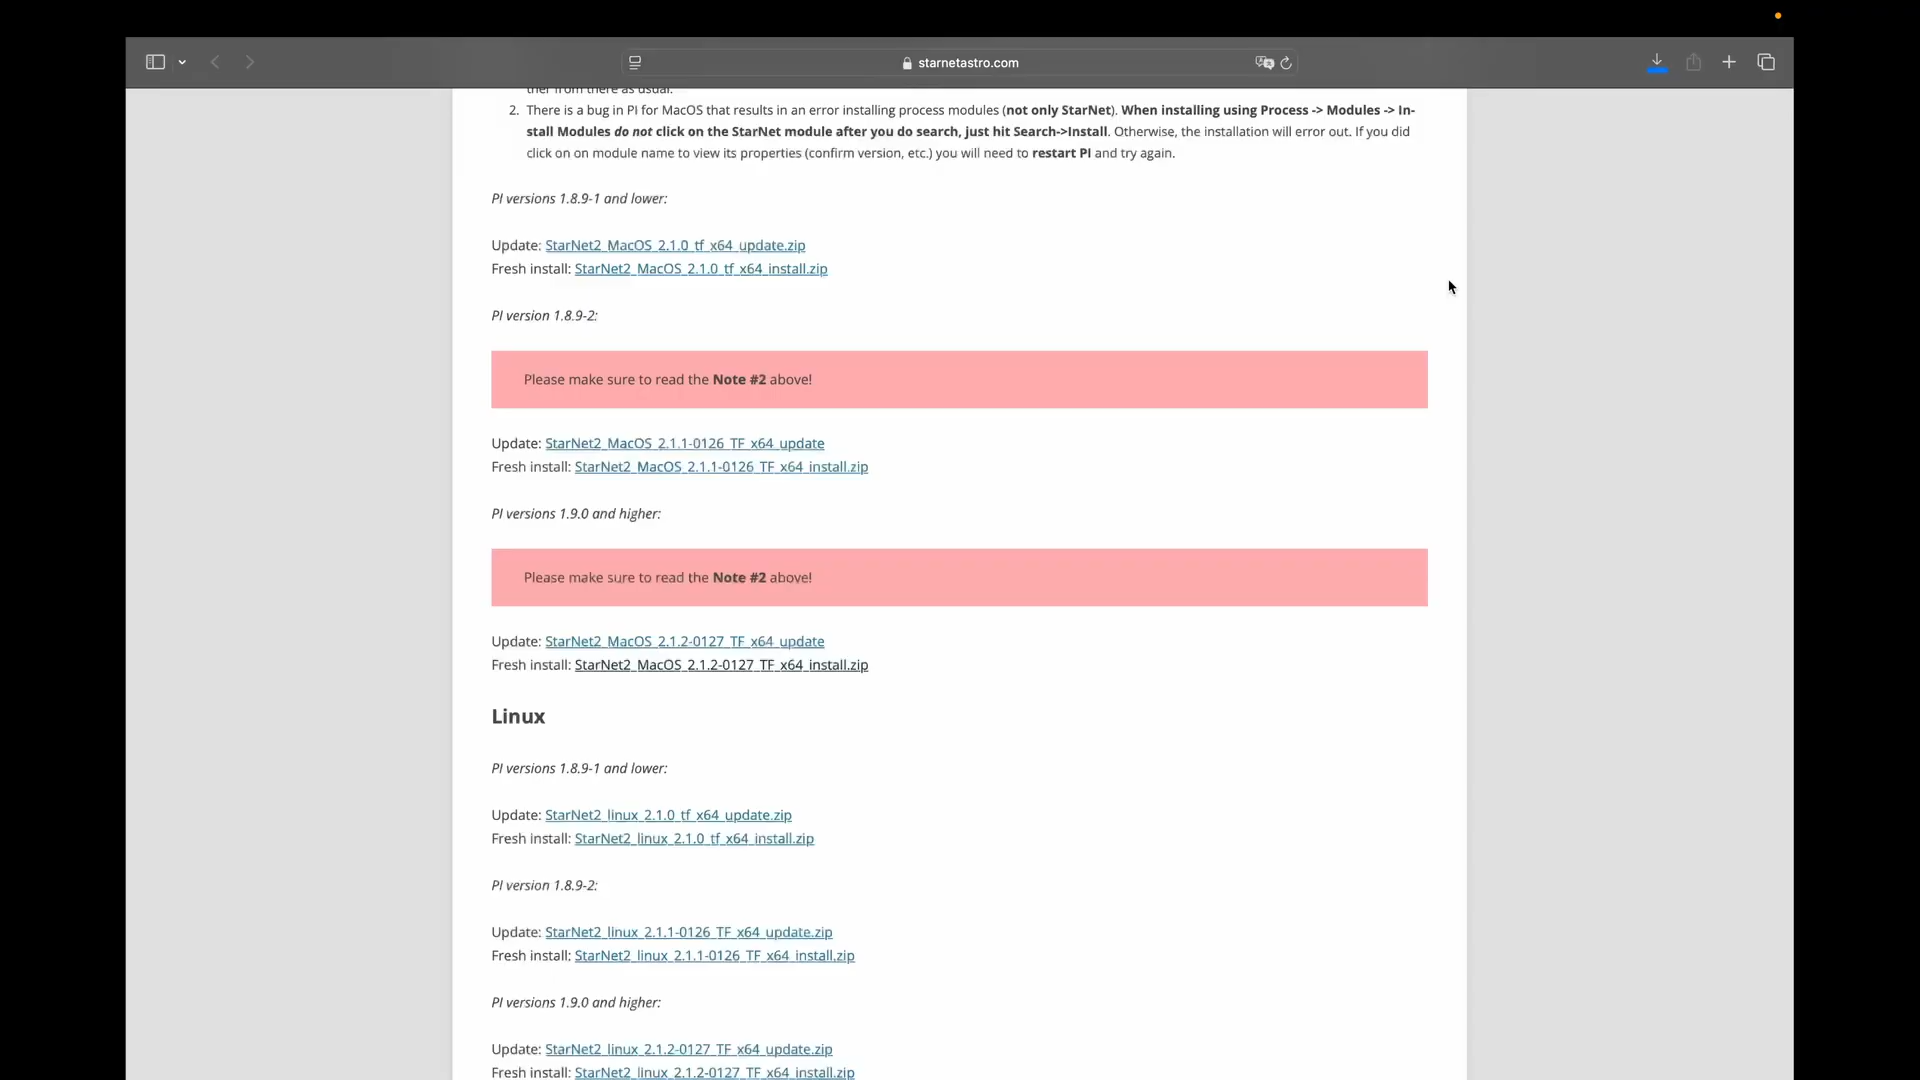 starnetastro.com
ther from there as usual.
2. There is a bug in PI for MacOS that results in an error installing process modules (not only StarNet). When installing using Process -> Modules -> In-
stall Modules do not click on the StarNet module after you do search, just hit Search->Install. Otherwise, the installation will error out. If you did
click on on module name to view its properties (confirm version, etc.) you will need to restart PI and try again.
PI versions 1.8.9-1 and lower:
Update: StarNet2_MacOS_2.1.0_tf_x64_update.zip
Fresh install: StarNet2_MacOS_2.1.0_tf_x64_install.zip
PI version 1.8.9-2:
Please make sure to read the Note #2 above!
Update: StarNet2_MacOS_2.1.1-0126_TF_x64_update
Fresh install: StarNet2_MacOS_2.1.1-0126_TF_x64_install.zip
PI versions 1.9.0 and higher:
Please make sure to read the Note #2 above!
Update: StarNet2_MacOS_2.1.2-0127_TF_x64_update
Fresh install: StarNet2_MacOS_2.1.2-0127_TF_x64_install.zip
Linux
PI versions 1.8.9-1 and lower:
Update: StarNet2_linux_2.1.0_tf_x64_update.zip
Fresh install: StarNet2_linux_2.1.0_tf_x64_install.zip
PI version 1.8.9-2:
Update: StarNet2_linux_2.1.1-0126_TF_x64_update.zip
Fresh install: StarNet2_linux_2.1.1-0126_TF_x64_install.zip
PI versions 1.9.0 and higher:
Update: StarNet2_linux_2.1.2-0127_TF_x64_update.zip
Fresh install: StarNet2_linux_2.1.2-0127_TF_x64_install.zip